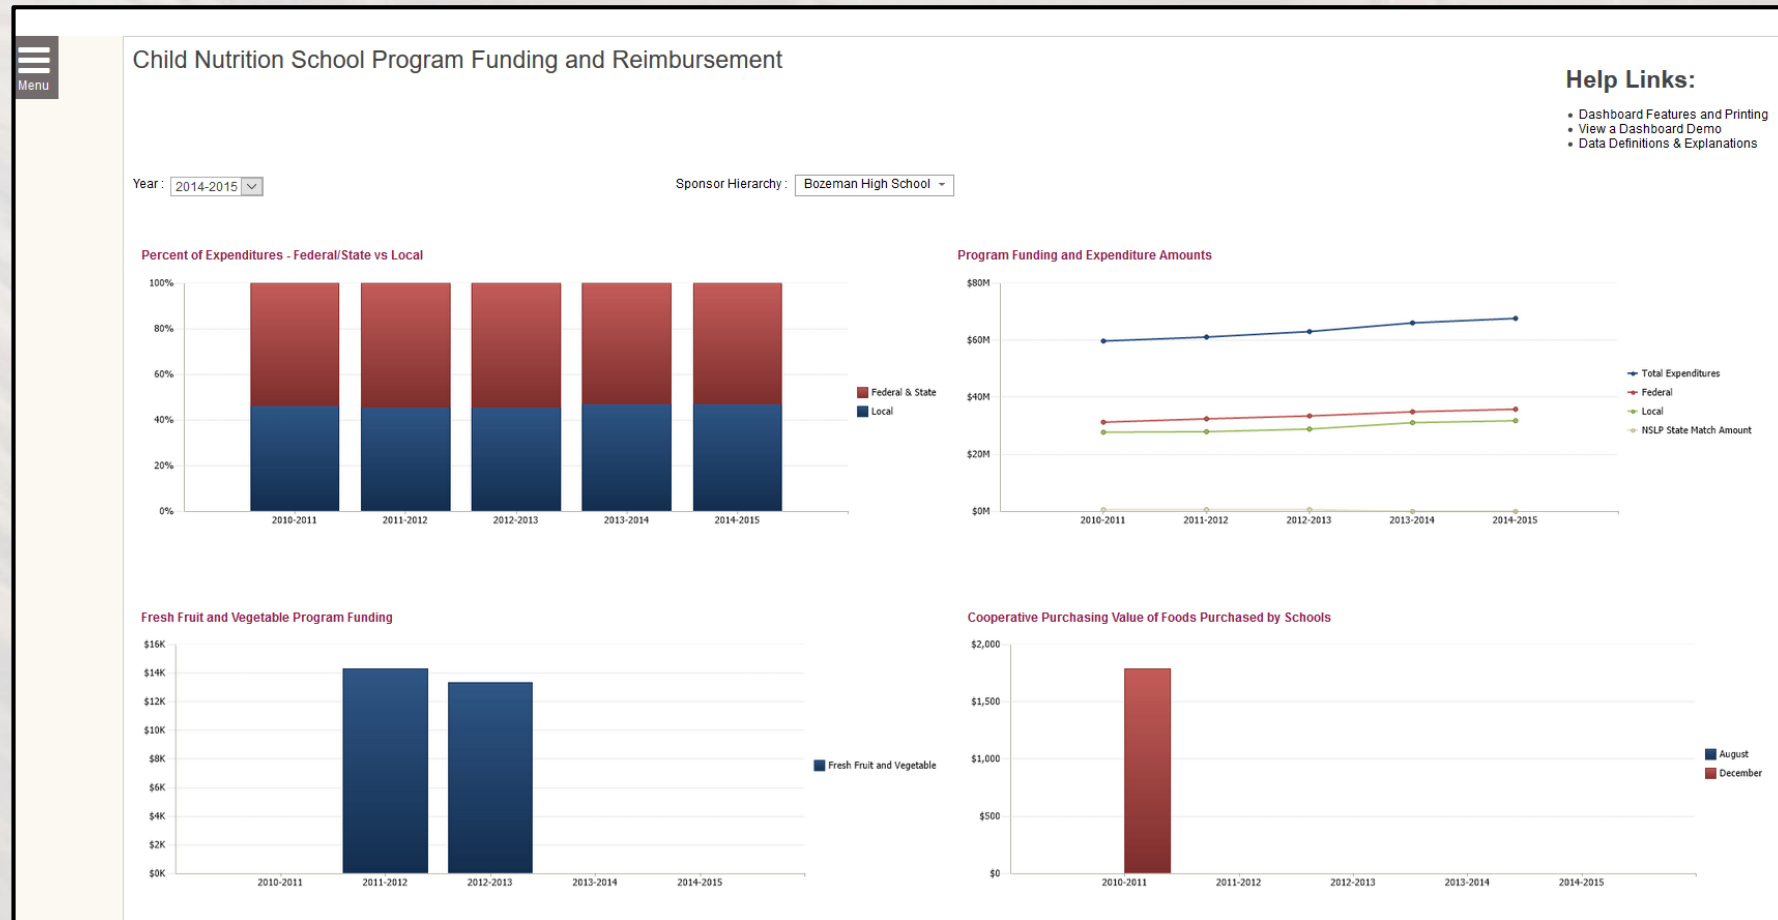 Menu
Child Nutrition School Program Funding and Reimbursement
Help Links:
Dashboard Features and Printing
View a Dashboard Demo
Data Definitions & Explanations
Year : 2014-2015
Sponsor Hierarchy : Bozeman High School
Percent of Expenditures - Federal/State vs Local
100%
80%
60%
40%
20%
0%
2010-2011 2011-2012 2012-2013 2013-2014 2014-2015
Federal & State
Local
Program Funding and Expenditure Amounts
$80M
$60M
$40M
$20M
$0M
2010-2011 2011-2012 2012-2013 2013-2014 2014-2015
Total Expenditures
Federal
Local
NSLP State Match Amount
Fresh Fruit and Vegetable Program Funding
$16K
$14K
$12K
$10K
$8K
$6K
$4K
$2K
$0K
2010-2011 2011-2012 2012-2013 2013-2014 2014-2015
Fresh Fruit and Vegetable
Cooperative Purchasing Value of Foods Purchased by Schools
$2,000
$1,500
$1,000
$500
$0
2010-2011 2011-2012 2012-2013 2013-2014 2014-2015
August
December